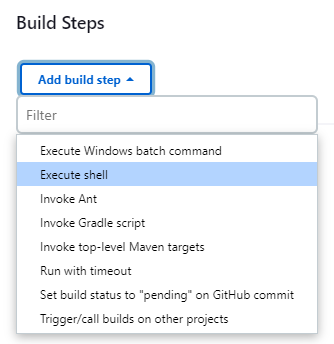 Build Steps
Add build step
Filter
Execute Windows batch command
Execute shell
Invoke Ant
Invoke Gradle script
Invoke top-level Maven targets
Run with timeout
Set build status to "pending" on GitHub commit
Trigger/call builds on other projects